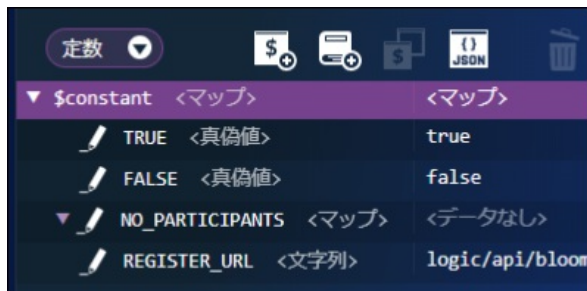 定数
$
$
{ }
JSON
$constant <マップ> <マップ>
TRUE <真偽値> true
FALSE <真偽値> false
NO_PARTICIPANTS <マップ> <データなし>
REGISTER_URL <文字列> logic/api/bloom